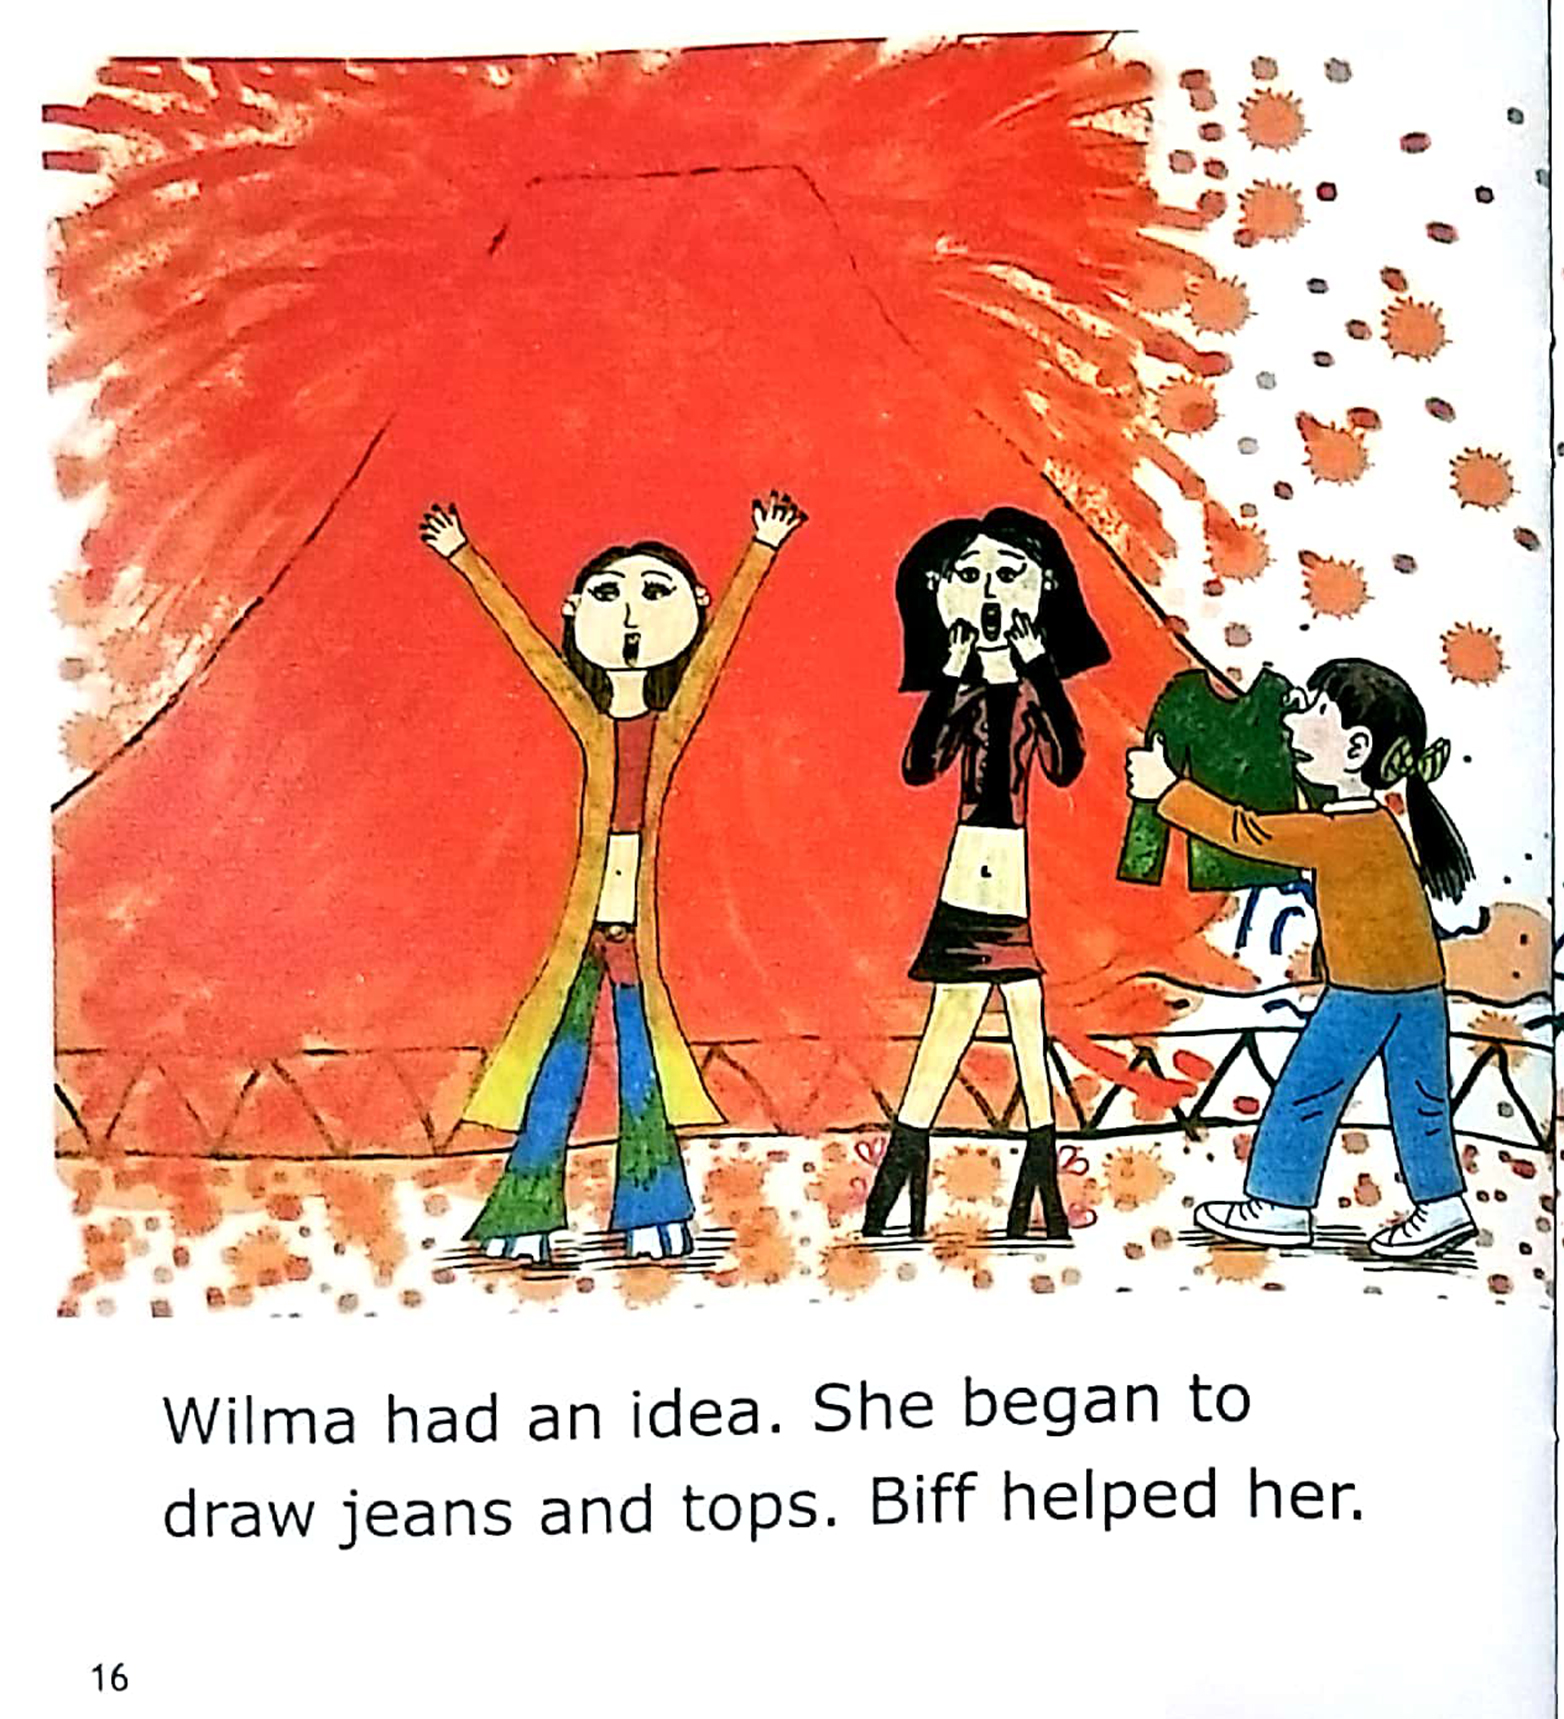 Wilma had an idea. She began to
draw jeans and tops. Biff helped her.
16